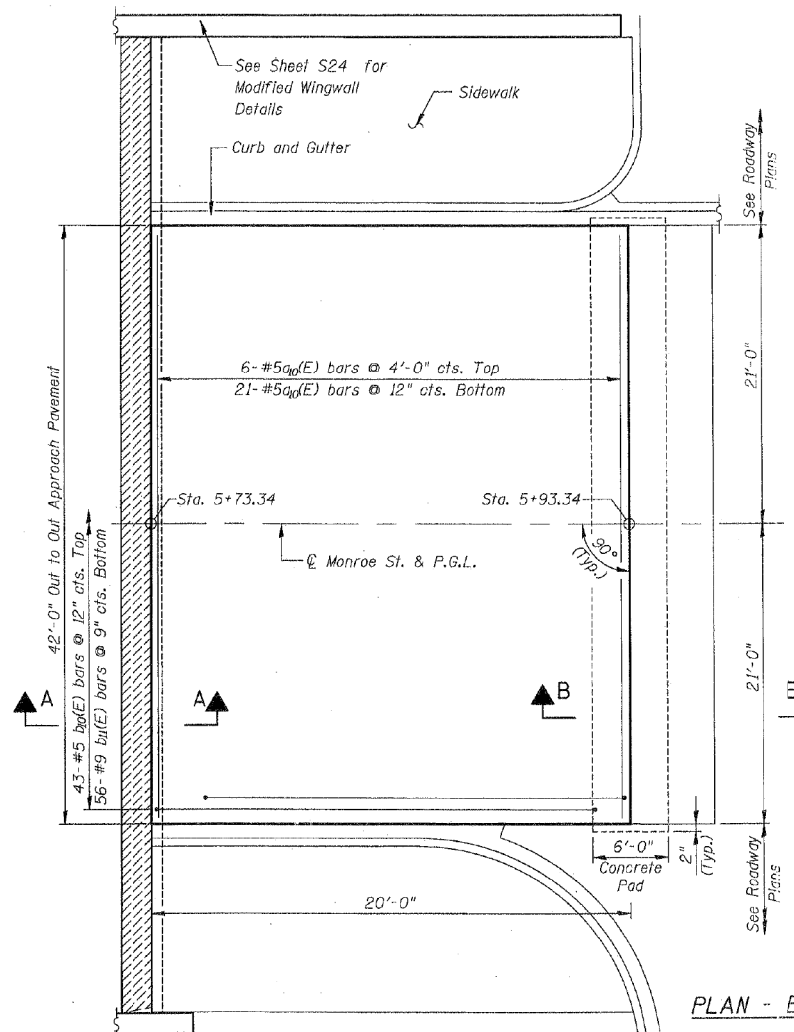 See Sheet S24 for
Modified Wingwall
Details
Sidewalk
Curb and Gutter
See Roadway
Plans
42'-0" Out to Out Approach Pavement
6- #5a10(E) bars @ 4'-0" cts. Top
21- #5a10(E) bars @ 12" cts. Bottom
21'-0"
Sta. 5+73.34
Sta. 5+93.34
90°
(Typ.)
℄ Monroe St. & P.G.L.
43- #5 b10(E) bars @ 12" cts. Top
56- #9 b11(E) bars @ 9" cts. Bottom
21'-0"
A
A
B
6'-0"
Concrete
Pad
2"
(Typ.)
20'-0"
See Roadway
Plans
PLAN -